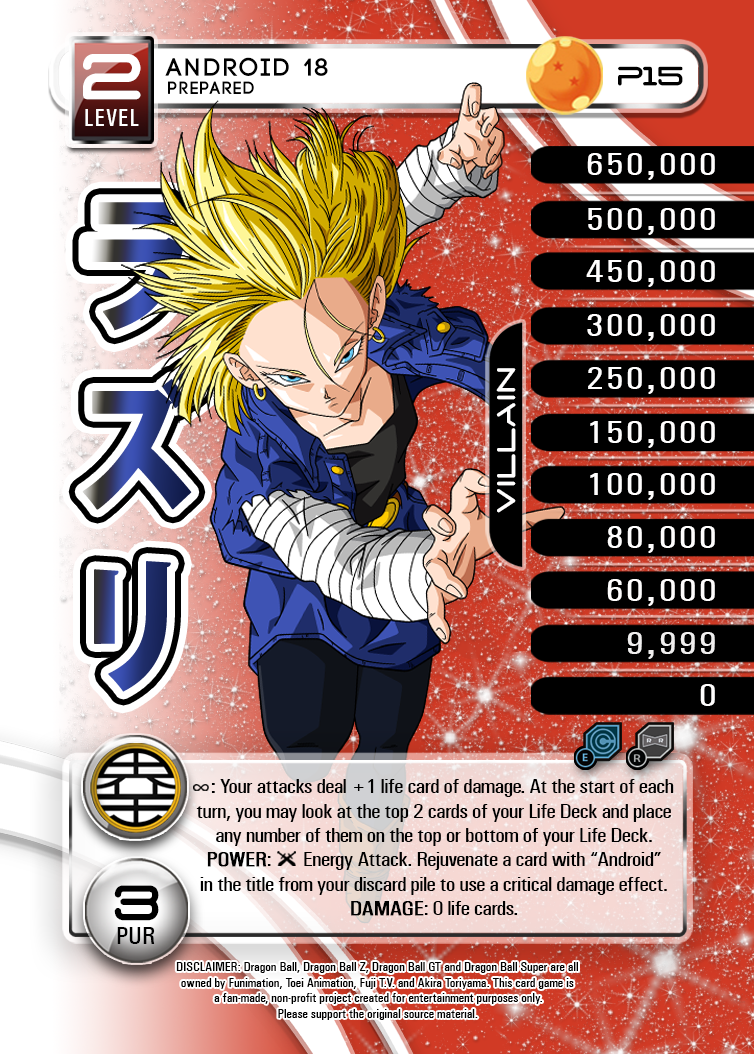 2
LEVEL
ANDROID 18
PREPARED
P15
ラ
ズ
リ
650,000
500,000
450,000
300,000
250,000
150,000
100,000
80,000
60,000
9,999
0
VILLAIN
E
R
RR
∞: Your attacks deal +1 life card of damage. At the start of each
turn, you may look at the top 2 cards of your Life Deck and place
any number of them on the top or bottom of your Life Deck.
POWER: Energy Attack. Rejuvenate a card with “Android”
in the title from your discard pile to use a critical damage effect.
DAMAGE: 0 life cards.
3
PUR
DISCLAIMER: Dragon Ball, Dragon Ball Z, Dragon Ball GT and Dragon Ball Super are all
owned by Funimation, Toei Animation, Fuji T.V. and Akira Toriyama. This card game is
a fan-made, non-profit project created for entertainment purposes only.
Please support the original source material.